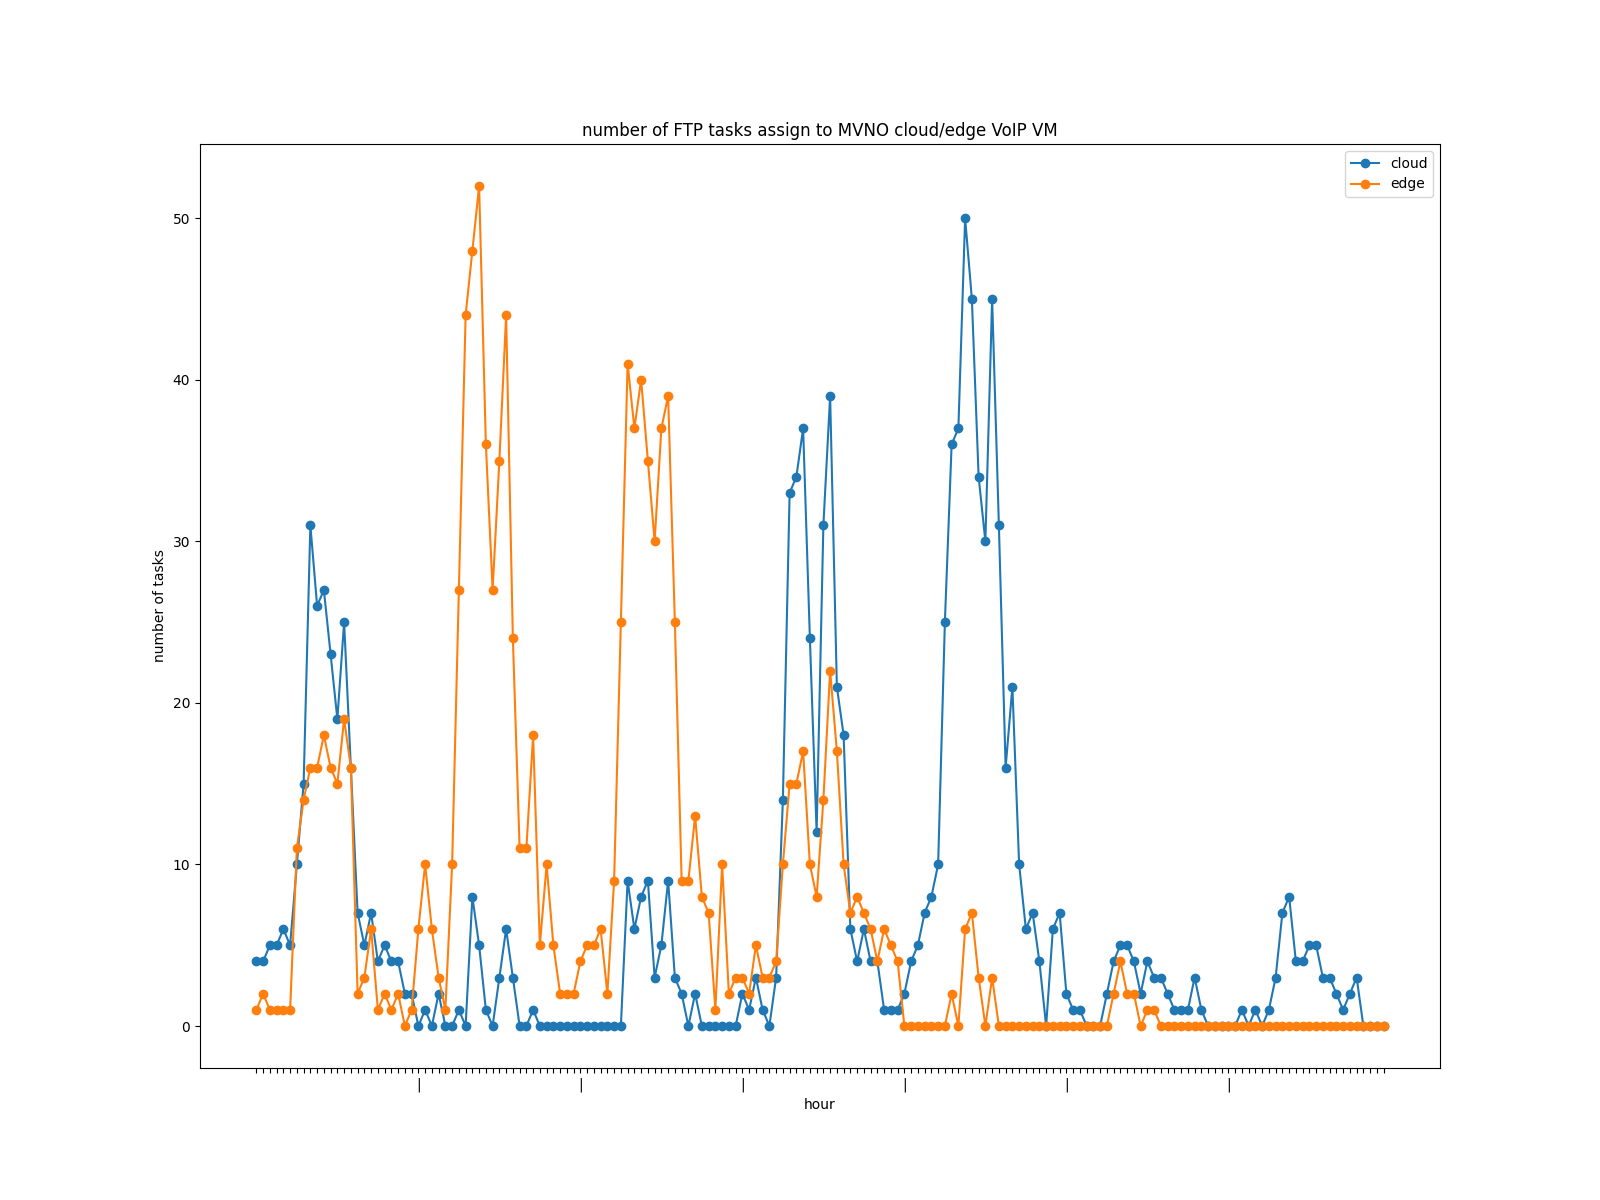 number of FTP tasks assign to MVNO cloud/edge VoIP VM
cloud
edge
50
40
30
20
10
0
number of tasks
| | | | | |
hour